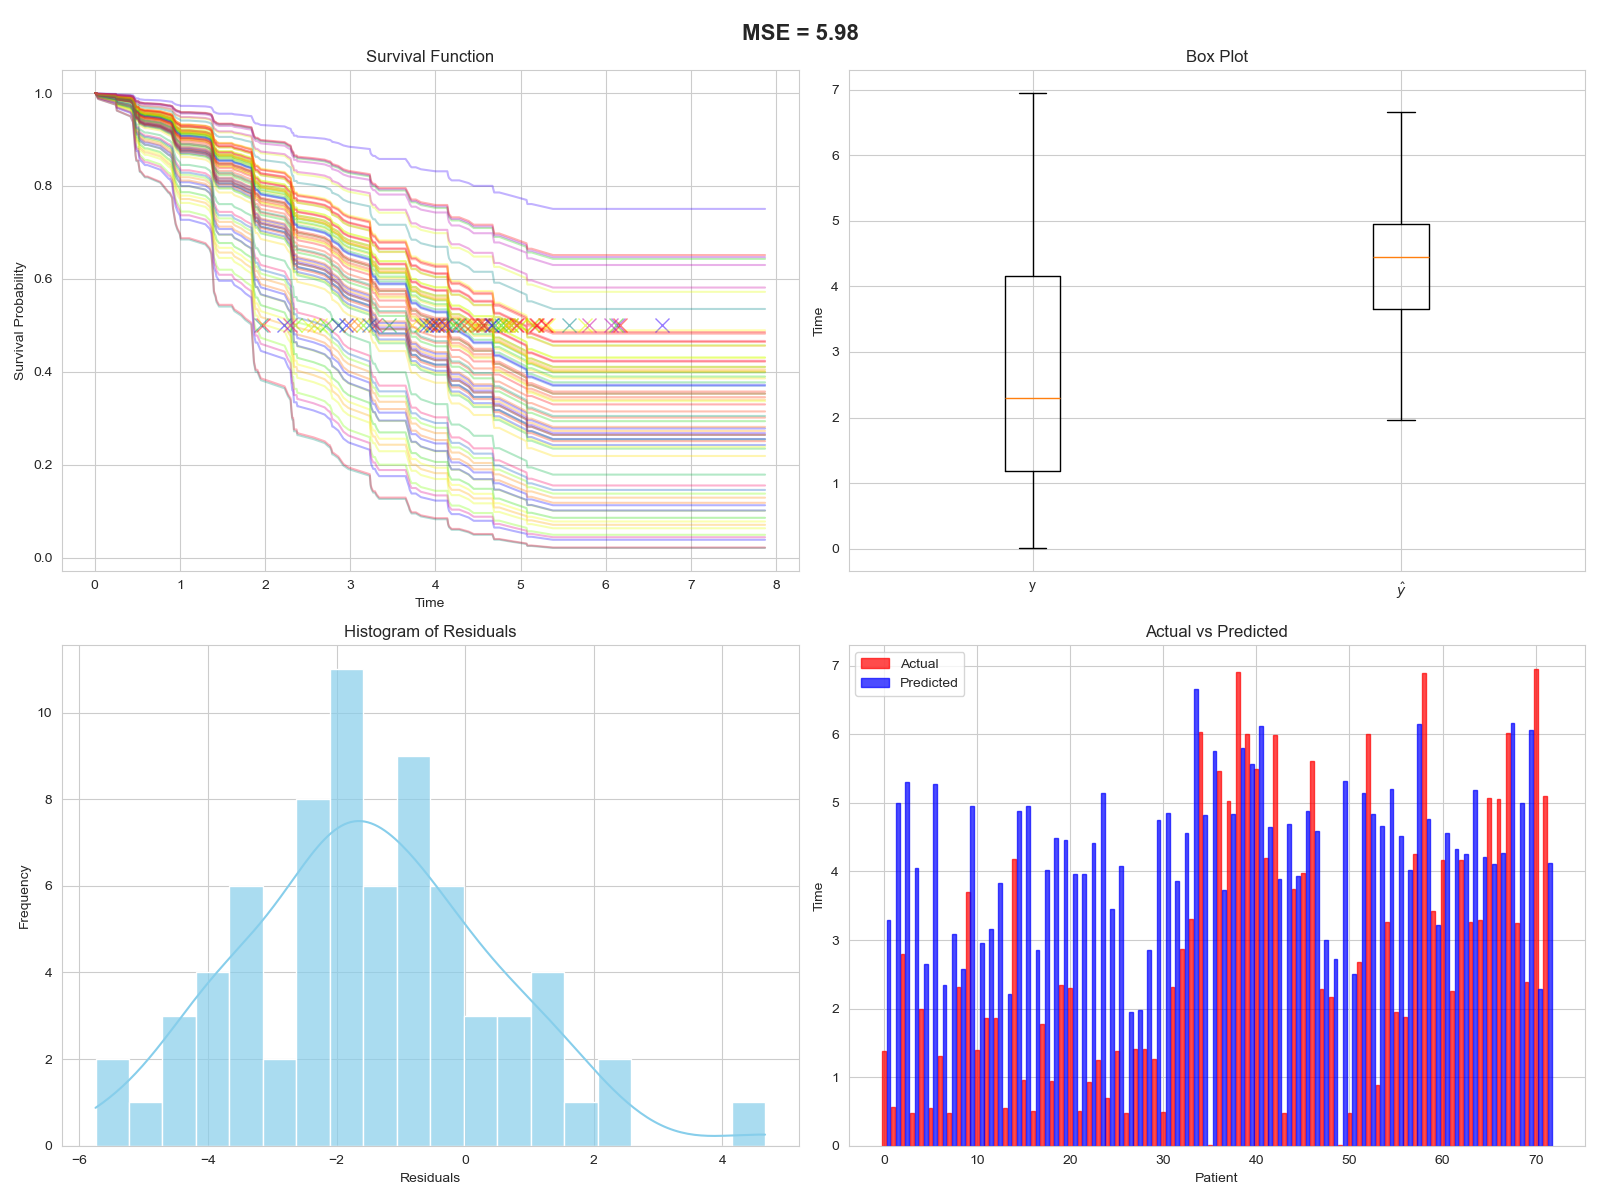 MSE = 5.98
Survival Function
Survival Probability
1.0
0.8
0.6
0.4
0.2
0.0
0 1 2 3 4 5 6 7 8
Time
Box Plot
Time
7
6
5
4
3
2
1
0
y ŷ
Histogram of Residuals
Frequency
10
8
6
4
2
0
−6 −4 −2 0 2 4
Residuals
Actual vs Predicted
Actual
Predicted
Time
7
6
5
4
3
2
1
0
0 10 20 30 40 50 60 70
Patient